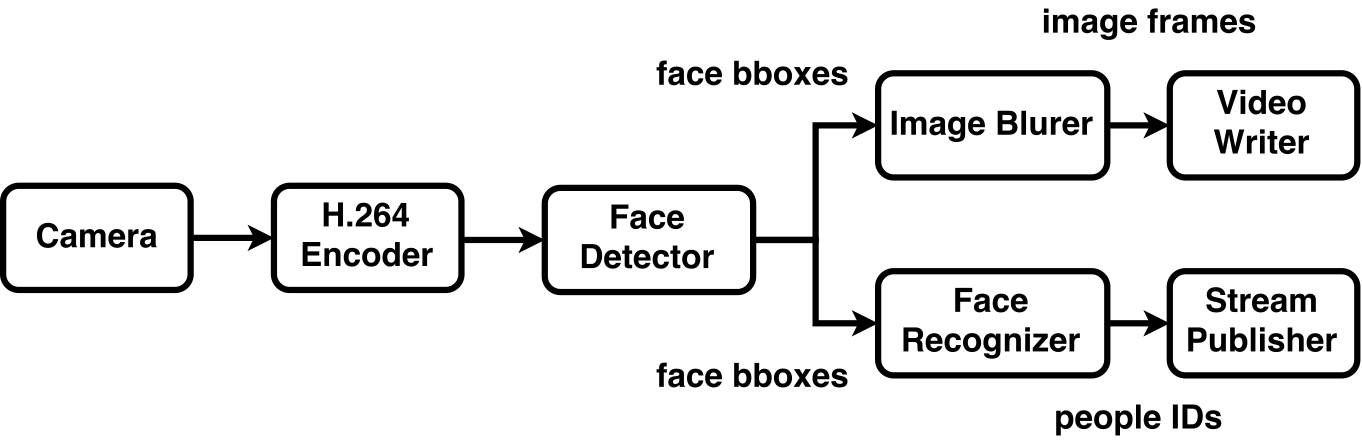 image frames
face bboxes
Image Blurer
Video
Writer
Camera
H.264
Encoder
Face
Detector
Face
Recognizer
Stream
Publisher
face bboxes
people IDs